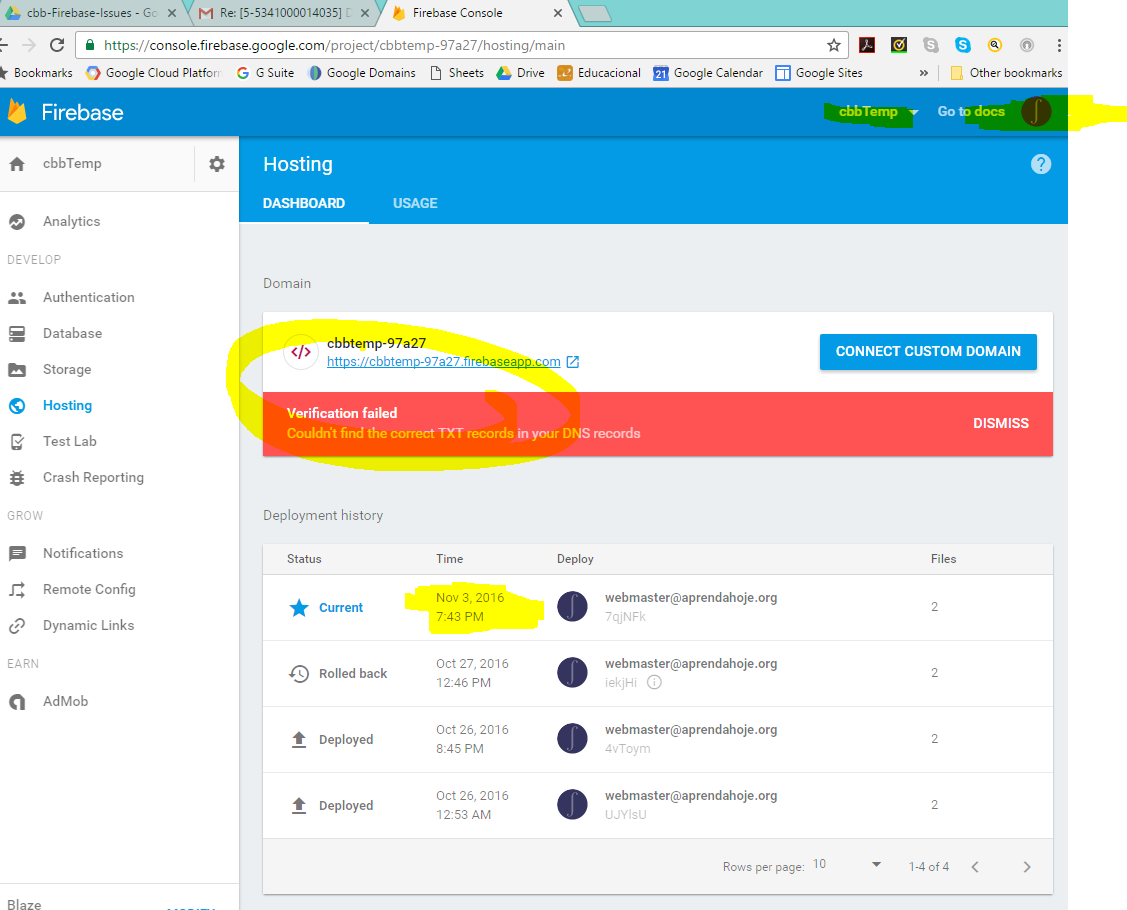 cbb-Firebase-Issues - Go
Re: [5-5341000014035] D
Firebase Console
https://console.firebase.google.com/project/cbbtemp-97a27/hosting/main
Bookmarks
Google Cloud Platform
G Suite
Google Domains
Sheets
Drive
Educacional
21
Google Calendar
Google Sites
»
Other bookmarks
Firebase
cbbTemp
Go to docs
cbbTemp
Hosting
?
DASHBOARD
USAGE
Analytics
DEVELOP
Authentication
Database
Storage
Hosting
Test Lab
Crash Reporting
GROW
Notifications
Remote Config
Dynamic Links
EARN
AdMob
Blaze
Domain
</>
cbbtemp-97a27
https://cbbtemp-97a27.firebaseapp.com
CONNECT CUSTOM DOMAIN
Verification failed
Couldn't find the correct TXT records in your DNS records
DISMISS
Deployment history
Status Time Deploy Files
Current Nov 3, 2016 webmaster@aprendahoje.org 2
7:43 PM 7qjNFk
Rolled back Oct 27, 2016 webmaster@aprendahoje.org 2
12:46 PM iekjHi
Deployed Oct 26, 2016 webmaster@aprendahoje.org 2
8:45 PM 4vToym
Deployed Oct 26, 2016 webmaster@aprendahoje.org 2
12:53 AM UJYlsU
Rows per page: 10 1-4 of 4